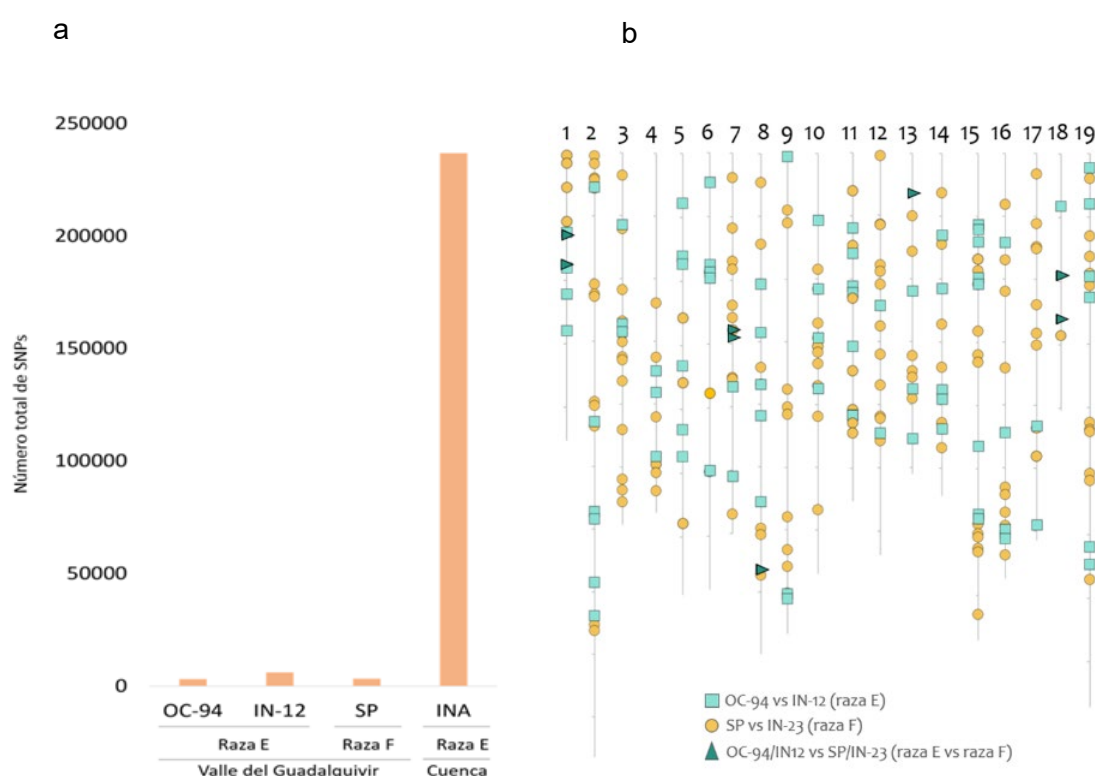 a
b
250000
200000
150000
100000
50000
0
Número total de SNPs
OC-94 IN-12 SP INA
Raza E Raza F Raza E
Valle del Guadalquivir Cuenca
1 2 3 4 5 6 7 8 9 10 11 12 13 14 15 16 17 18 19
OC-94 vs IN-12 (raza E)
SP vs IN-23 (raza F)
OC-94/IN12 vs SP/IN-23 (raza E vs raza F)